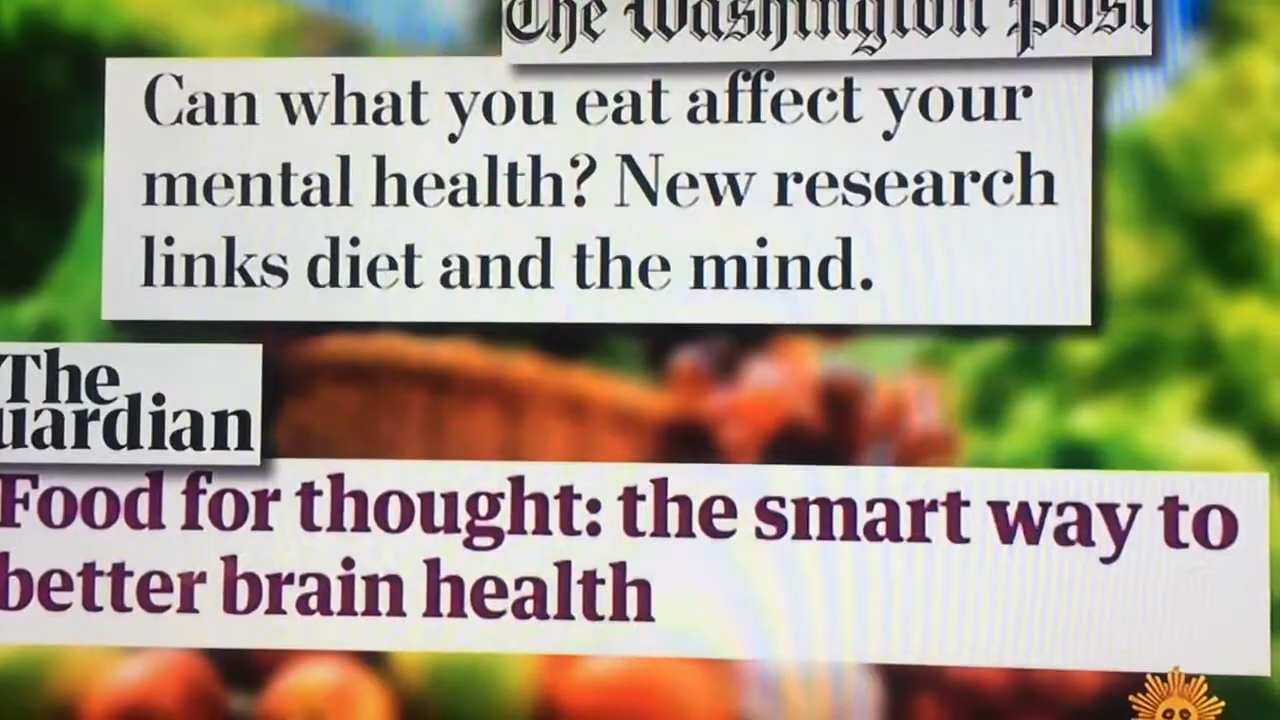 The Washington Post
Can what you eat affect your
mental health? New research
links diet and the mind.
The
uardian
Food for thought: the smart way to
better brain health